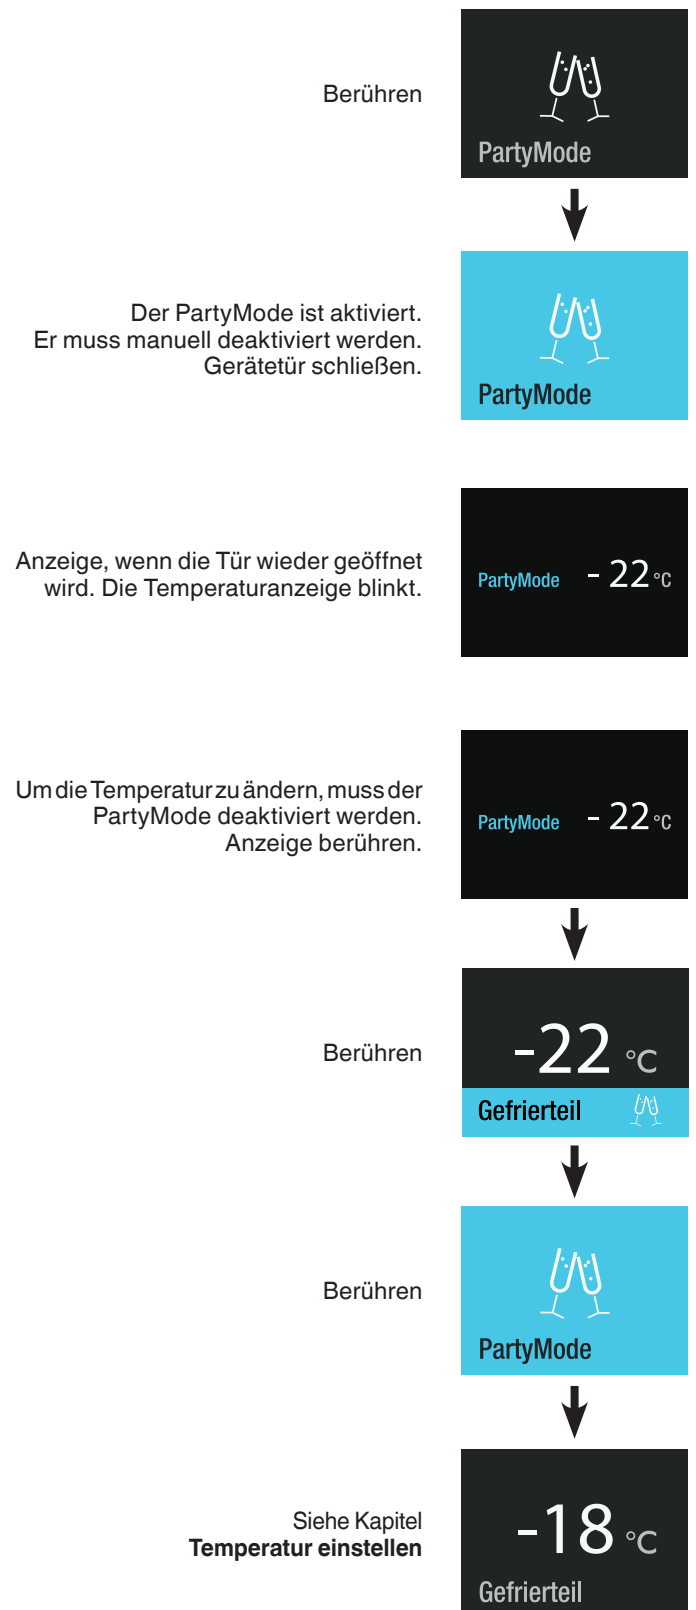 Berühren
PartyMode
Der PartyMode ist aktiviert.
Er muss manuell deaktiviert werden.
Gerätetür schließen.
PartyMode
Anzeige, wenn die Tür wieder geöffnet
wird. Die Temperaturanzeige blinkt.
PartyMode - 22 °C
Um die Temperatur zu ändern, muss der
PartyMode deaktiviert werden.
Anzeige berühren.
PartyMode - 22 °C
Berühren
-22 °C
Gefrierteil
Berühren
PartyMode
Siehe Kapitel
Temperatur einstellen
-18 °C
Gefrierteil